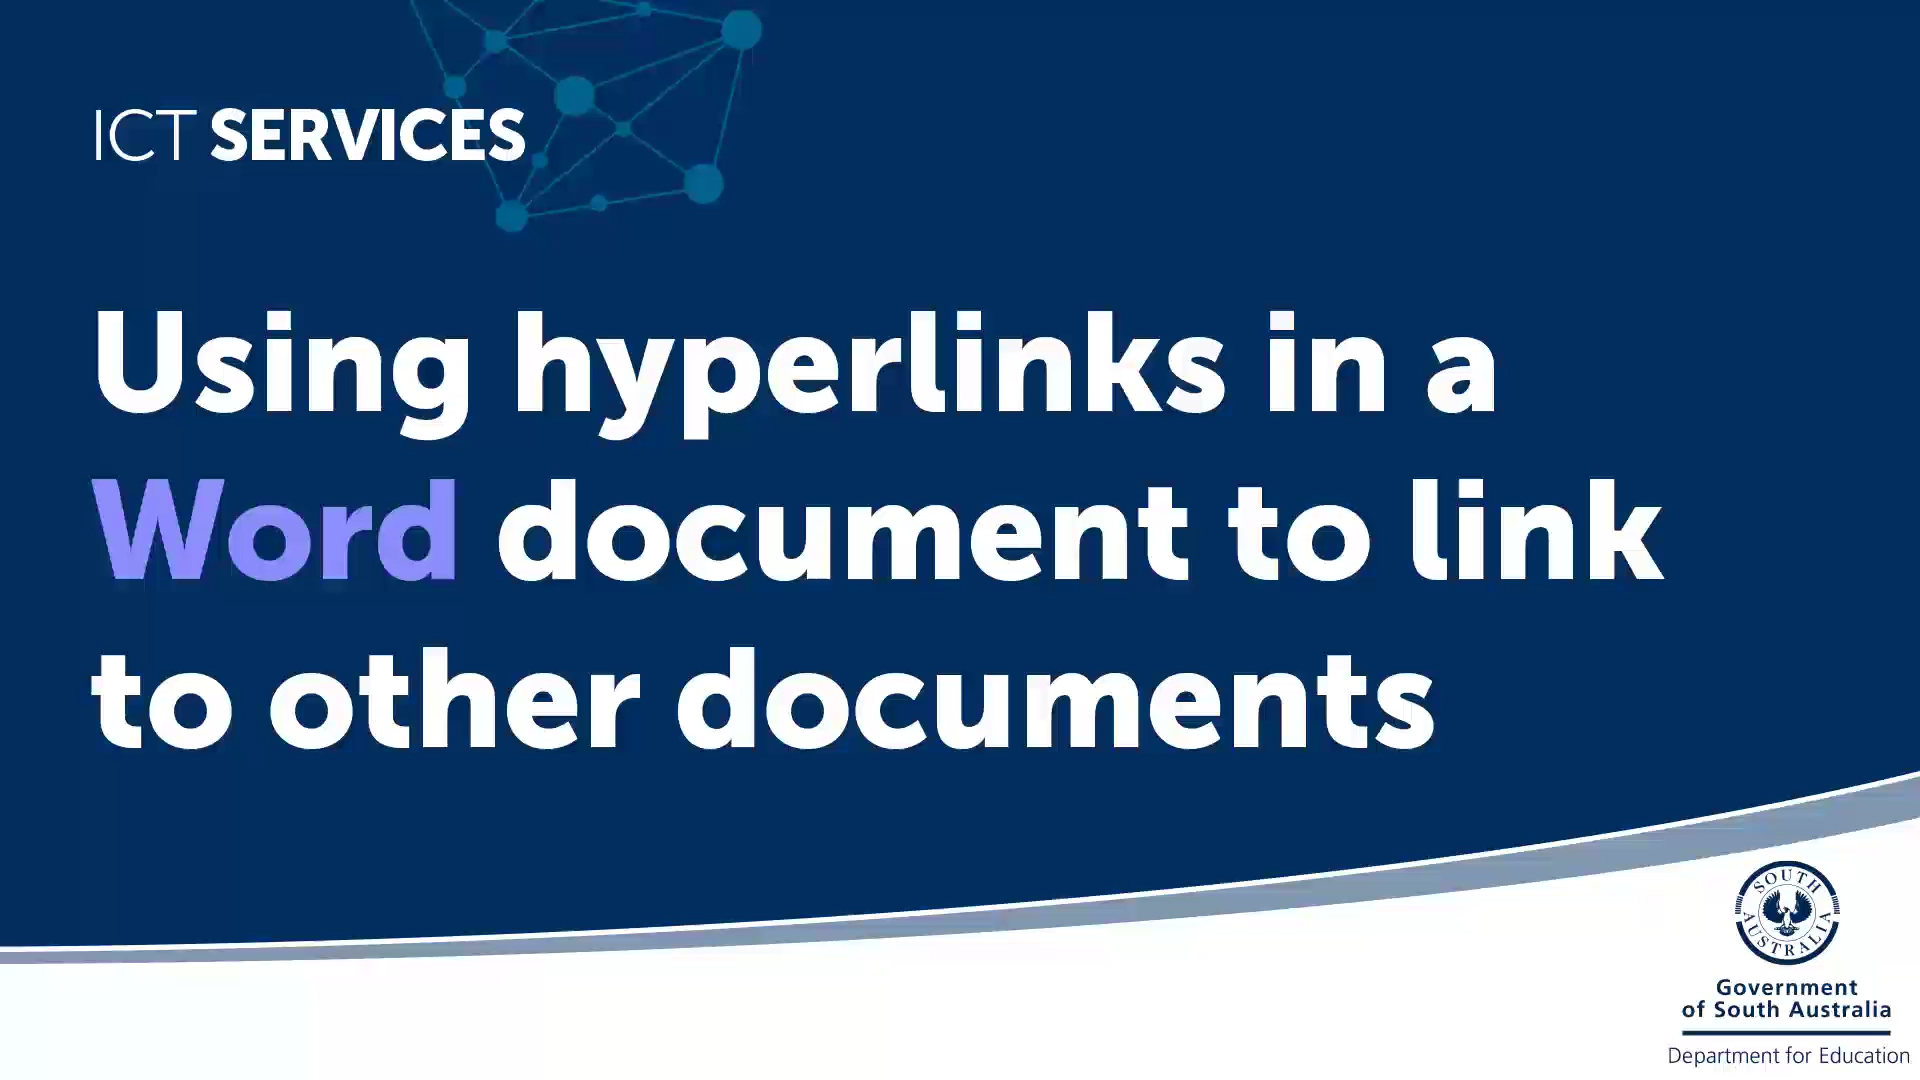 ICT SERVICES
Using hyperlinks in a
Word document to link
to other documents
SOUTH
AUSTRALIA
Government
of South Australia
Department for Education